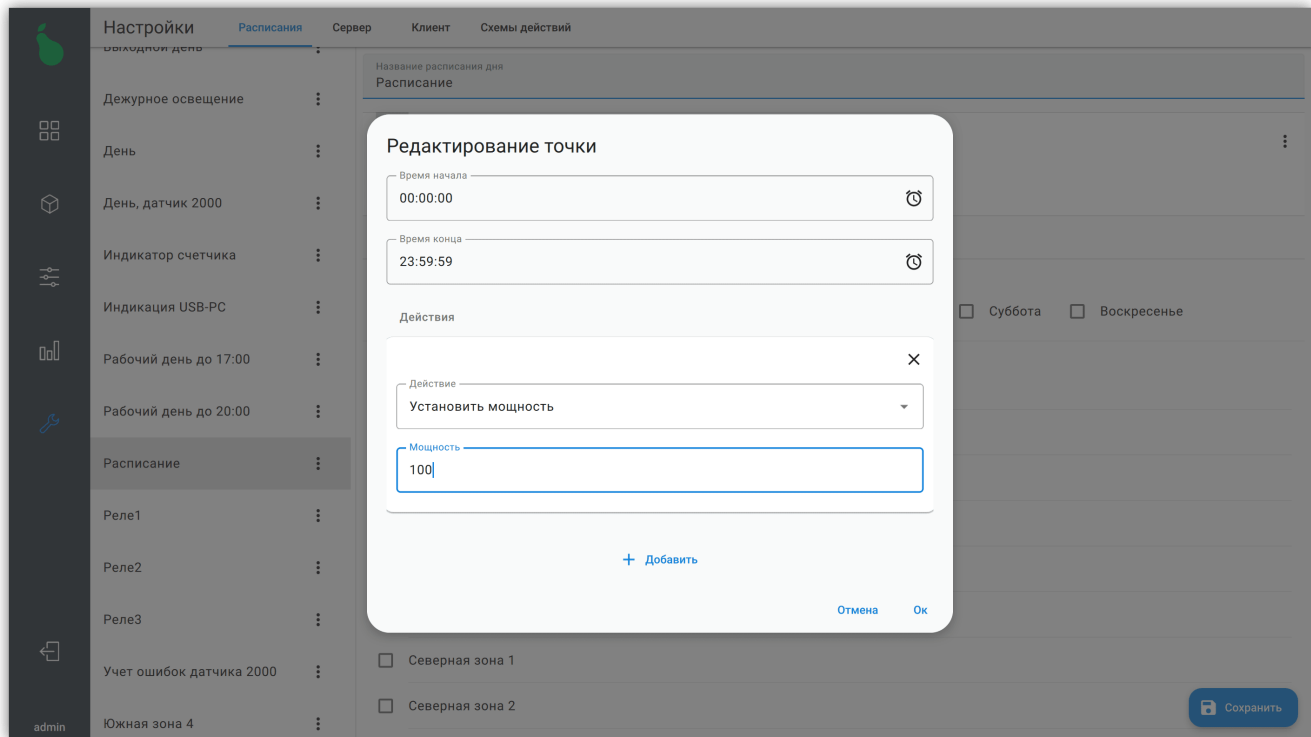 Настройки
Расписания
Сервер
Клиент
Схемы действий
Выходной день
Дежурное освещение
День
День, датчик 2000
Индикатор счетчика
Индикация USB-PC
Рабочий день до 17:00
Рабочий день до 20:00
Расписание
Реле1
Реле2
Реле3
Учет ошибок датчика 2000
Южная зона 4
admin
Название расписания дня
Расписание
Редактирование точки
Время начала
00:00:00
Время конца
23:59:59
Действия
Действие
Установить мощность
Мощность
100
Добавить
Отмена
Ок
Суббота
Воскресенье
Северная зона 1
Северная зона 2
Сохранить